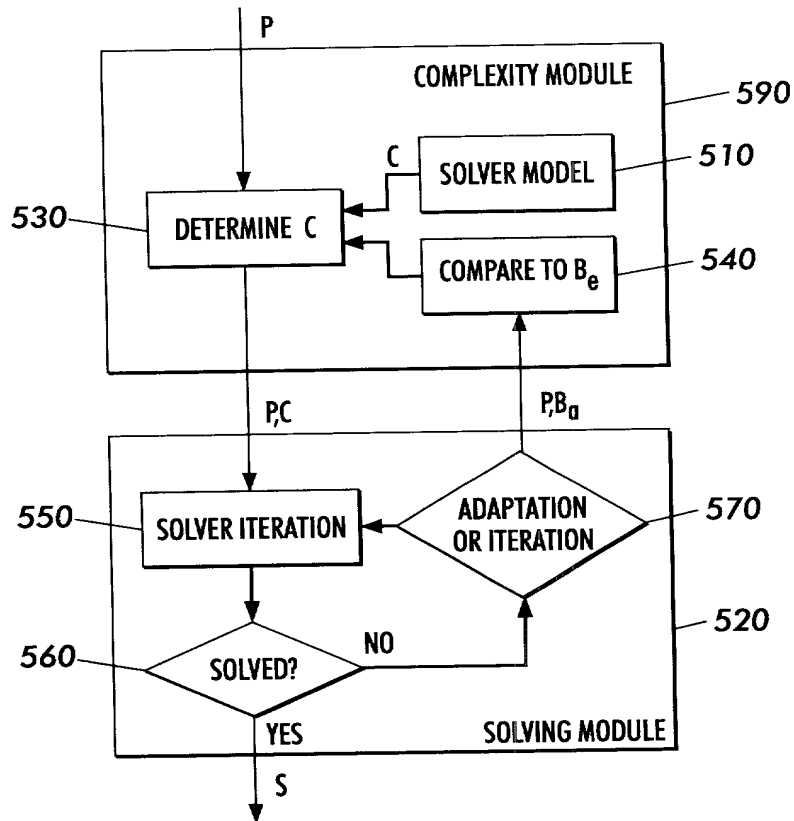 P
COMPLEXITY MODULE
590
C
SOLVER MODEL
510
530
DETERMINE C
COMPARE TO Be
540
P,C
P,Ba
550
SOLVER ITERATION
ADAPTATION
OR ITERATION
570
560
SOLVED?
NO
520
YES
SOLVING MODULE
S